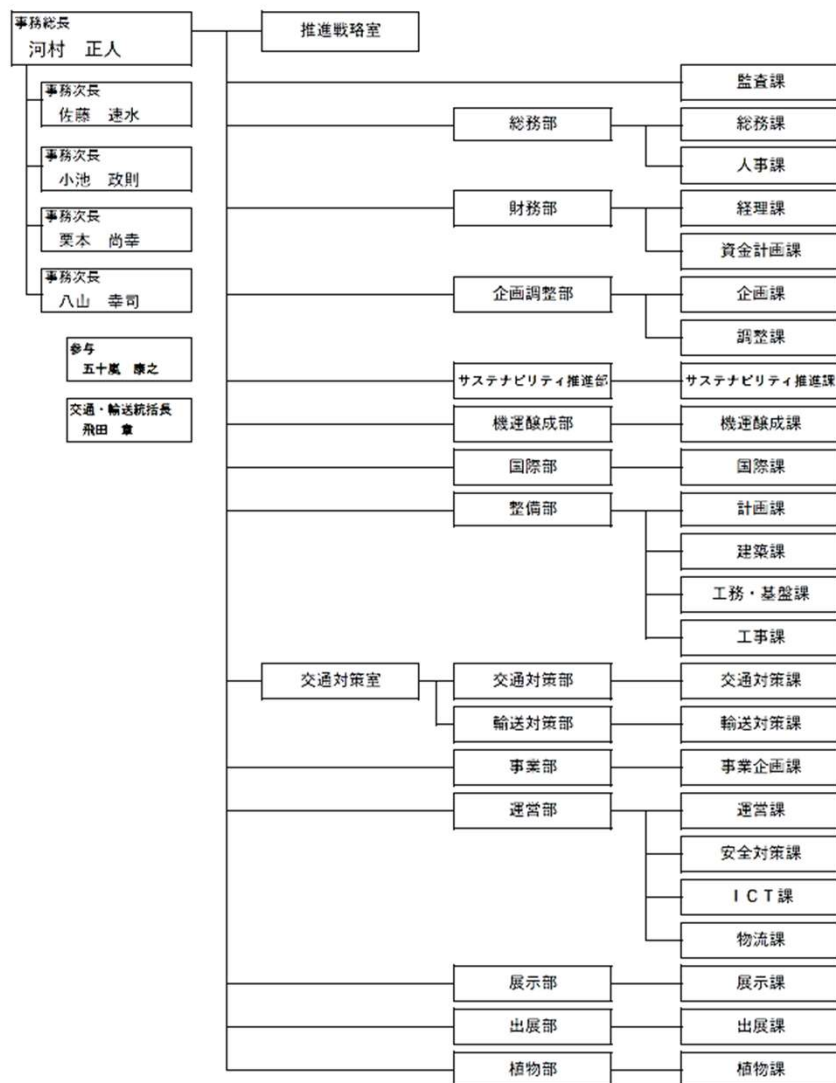 事務総長
河村　正人
推進戦略室
事務次長
佐藤　速水
事務次長
小池　政則
事務次長
栗本　尚幸
事務次長
八山　幸司
参与
五十嵐　康之
交通・輸送統括長
飛田　章
監査課
総務部
総務課
人事課
財務部
経理課
資金計画課
企画調整部
企画課
調整課
サステナビリティ推進部
サステナビリティ推進課
機運醸成部
機運醸成課
国際部
国際課
整備部
計画課
建築課
工務・基盤課
工事課
交通対策室
交通対策部
交通対策課
輸送対策部
輸送対策課
事業部
事業企画課
運営部
運営課
安全対策課
ＩＣＴ課
物流課
展示部
展示課
出展部
出展課
植物部
植物課